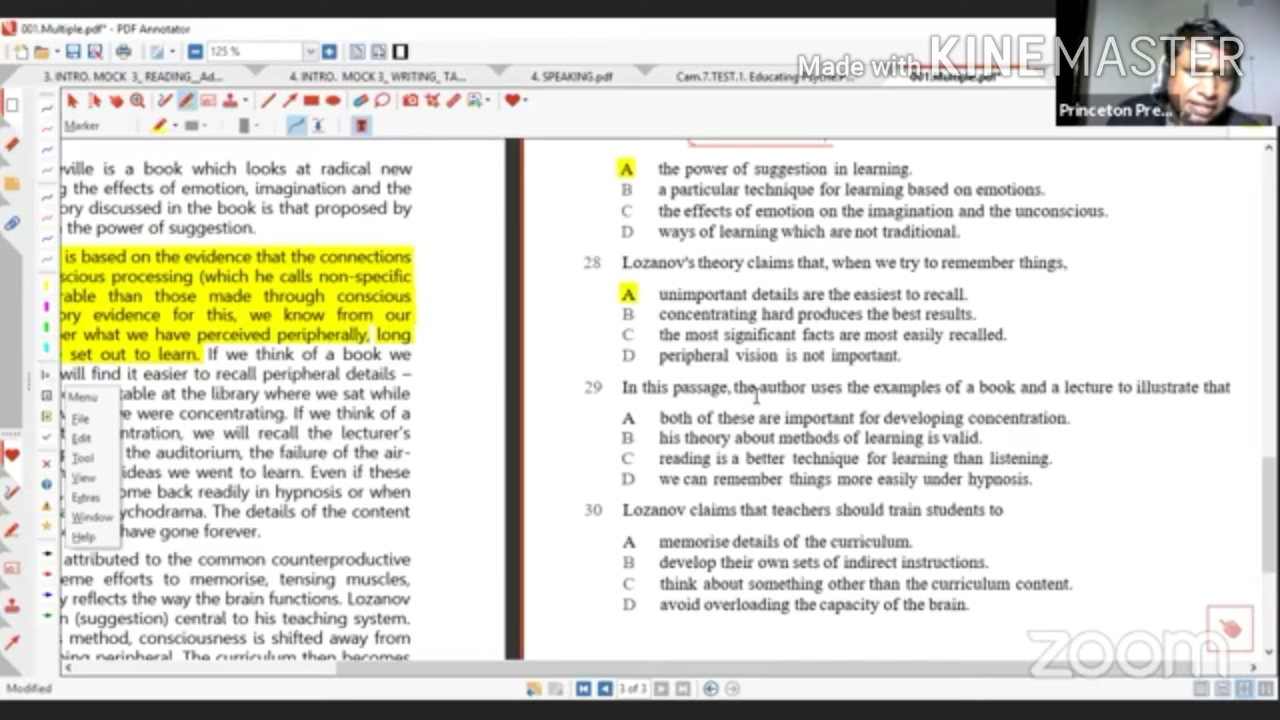 001.Multiple.pdf* - PDF Annotator
125 %
Made with KINEMASTER
3. INTRO. MOCK 3_ READING_Ad...
4. INTRO. MOCK 3_ WRITING_ TA...
4. SPEAKING.pdf
Cam.7.TEST.1. Educating
001.Multiple.pdf*
Princeton Pre...
Marker
ville is a book which looks at radical new
g the effects of emotion, imagination and the
ory discussed in the book is that proposed by
the power of suggestion.
is based on the evidence that the connections
scious processing (which he calls non-specific
rable than those made through conscious
ory evidence for this, we know from our
er what we have perceived peripherally, long
set out to learn. If we think of a book we
will find it easier to recall peripheral details –
table at the library where we sat while
e were concentrating. If we think of a
ntration, we will recall the lecturer's
the auditorium, the failure of the air-
ideas we went to learn. Even if these
ome back readily in hypnosis or when
ychodrama. The details of the content
have gone forever.
attributed to the common counterproductive
eme efforts to memorise, tensing muscles,
y reflects the way the brain functions. Lozanov
n (suggestion) central to his teaching system.
method, consciousness is shifted away from
ing peripheral. The curriculum then becomes
Menu
File
Edit
Tool
View
Extras
Window
Help
A the power of suggestion in learning.
B a particular technique for learning based on emotions.
C the effects of emotion on the imagination and the unconscious.
D ways of learning which are not traditional.
28 Lozanov's theory claims that, when we try to remember things,
A unimportant details are the easiest to recall.
B concentrating hard produces the best results.
C the most significant facts are most easily recalled.
D peripheral vision is not important.
29 In this passage, the author uses the examples of a book and a lecture to illustrate that
A both of these are important for developing concentration.
B his theory about methods of learning is valid.
C reading is a better technique for learning than listening.
D we can remember things more easily under hypnosis.
30 Lozanov claims that teachers should train students to
A memorise details of the curriculum.
B develop their own sets of indirect instructions.
C think about something other than the curriculum content.
D avoid overloading the capacity of the brain.
zoom
Modified
3 of 3